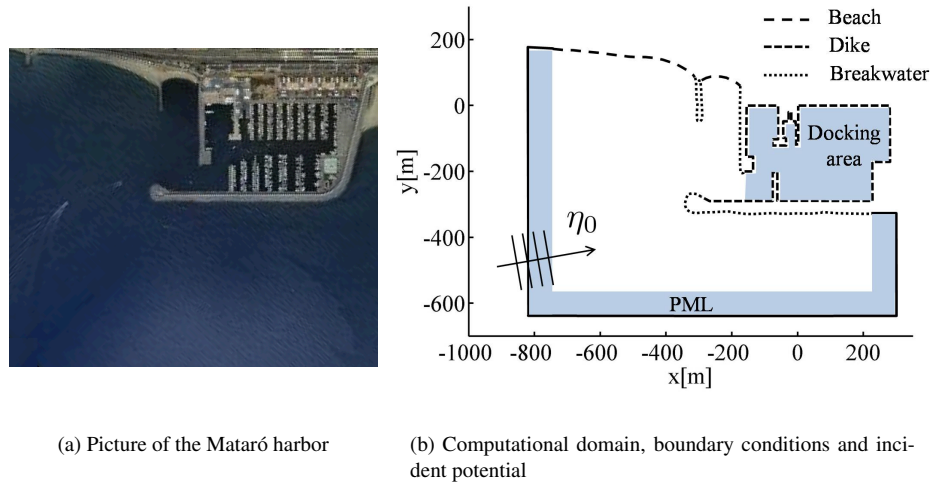 Beach
Dike
Breakwater
200
0
-200
-400
-600
y[m]
Docking
area
η0
PML
-1000 -800 -600 -400 -200 0 200
x[m]
(a) Picture of the Mataró harbor
(b) Computational domain, boundary conditions and inci-
dent potential